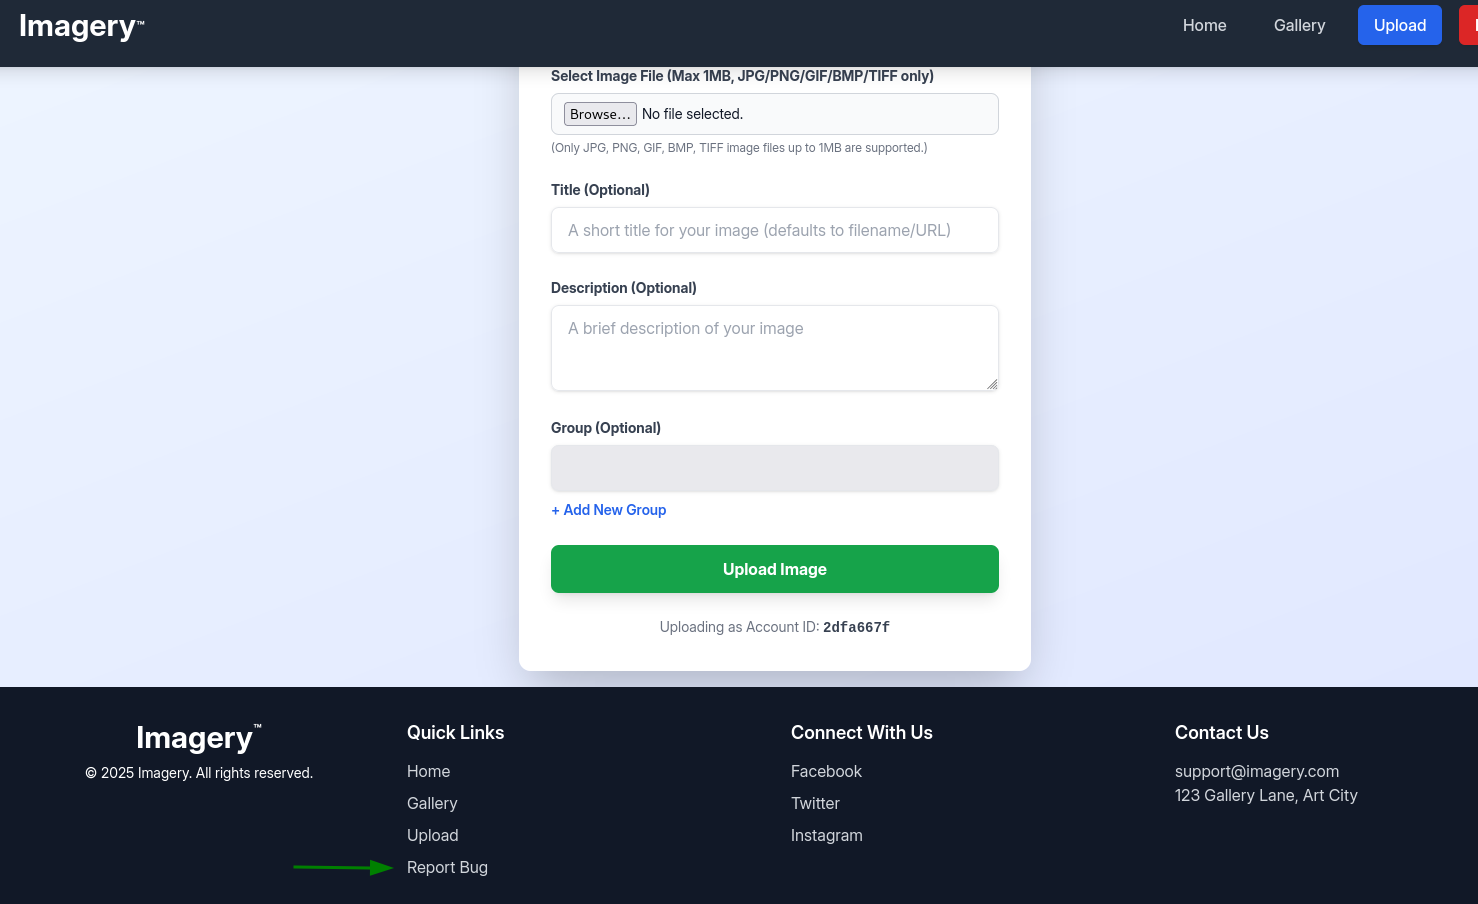 Imagery™
Home
Gallery
Upload
Select Image File (Max 1MB, JPG/PNG/GIF/BMP/TIFF only)
Browse... No file selected.
(Only JPG, PNG, GIF, BMP, TIFF image files up to 1MB are supported.)
Title (Optional)
A short title for your image (defaults to filename/URL)
Description (Optional)
A brief description of your image
Group (Optional)
+ Add New Group
Upload Image
Uploading as Account ID: 2dfa667f
Imagery™
© 2025 Imagery. All rights reserved.
Quick Links
Home
Gallery
Upload
Report Bug
Connect With Us
Facebook
Twitter
Instagram
Contact Us
support@imagery.com
123 Gallery Lane, Art City